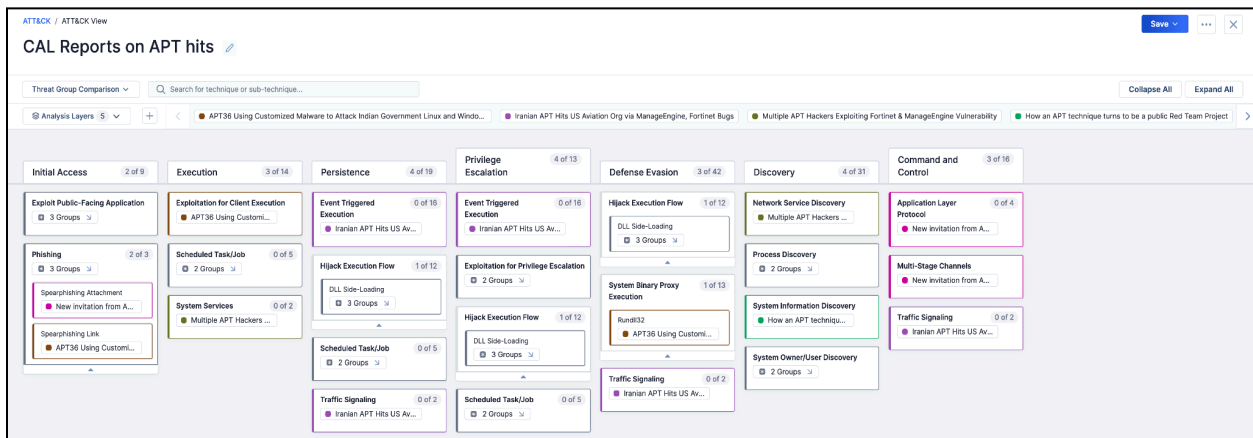 ATT&CK / ATT&CK View
Save
CAL Reports on APT hits
Threat Group Comparison
Search for technique or sub-technique...
Collapse All
Expand All
Analysis Layers 5
APT36 Using Customized Malware to Attack Indian Government Linux and Windo...
Iranian APT Hits US Aviation Org via ManageEngine, Fortinet Bugs
Multiple APT Hackers Exploiting Fortinet & ManageEngine Vulnerability
How an APT technique turns to be a public Red Team Project
Initial Access 2 of 9
Exploit Public-Facing Application
3 Groups
Phishing 2 of 3
3 Groups
Spearphishing Attachment
New invitation from A...
Spearphishing Link
APT36 Using Customi...
Execution 3 of 14
Exploitation for Client Execution
APT36 Using Customi...
Scheduled Task/Job 0 of 5
2 Groups
System Services 0 of 2
Multiple APT Hackers ...
Persistence 4 of 19
Event Triggered 0 of 16
Execution
Iranian APT Hits US Av...
Hijack Execution Flow 1 of 12
DLL Side-Loading
3 Groups
Scheduled Task/Job 0 of 5
2 Groups
Traffic Signaling 0 of 2
Iranian APT Hits US Av...
Privilege 4 of 13
Escalation
Event Triggered 0 of 16
Execution
Iranian APT Hits US Av...
Exploitation for Privilege Escalation
2 Groups
Hijack Execution Flow 1 of 12
DLL Side-Loading
3 Groups
Scheduled Task/Job 0 of 5
2 Groups
Defense Evasion 3 of 42
Hijack Execution Flow 1 of 12
DLL Side-Loading
3 Groups
System Binary Proxy 1 of 13
Execution
Rundll32
APT36 Using Customi...
Traffic Signaling 0 of 2
Iranian APT Hits US Av...
Discovery 4 of 31
Network Service Discovery
Multiple APT Hackers ...
Process Discovery
2 Groups
System Information Discovery
How an APT techniqu...
System Owner/User Discovery
2 Groups
Command and 3 of 16
Control
Application Layer 0 of 4
Protocol
New invitation from A...
Multi-Stage Channels
New invitation from A...
Traffic Signaling 0 of 2
Iranian APT Hits US Av...